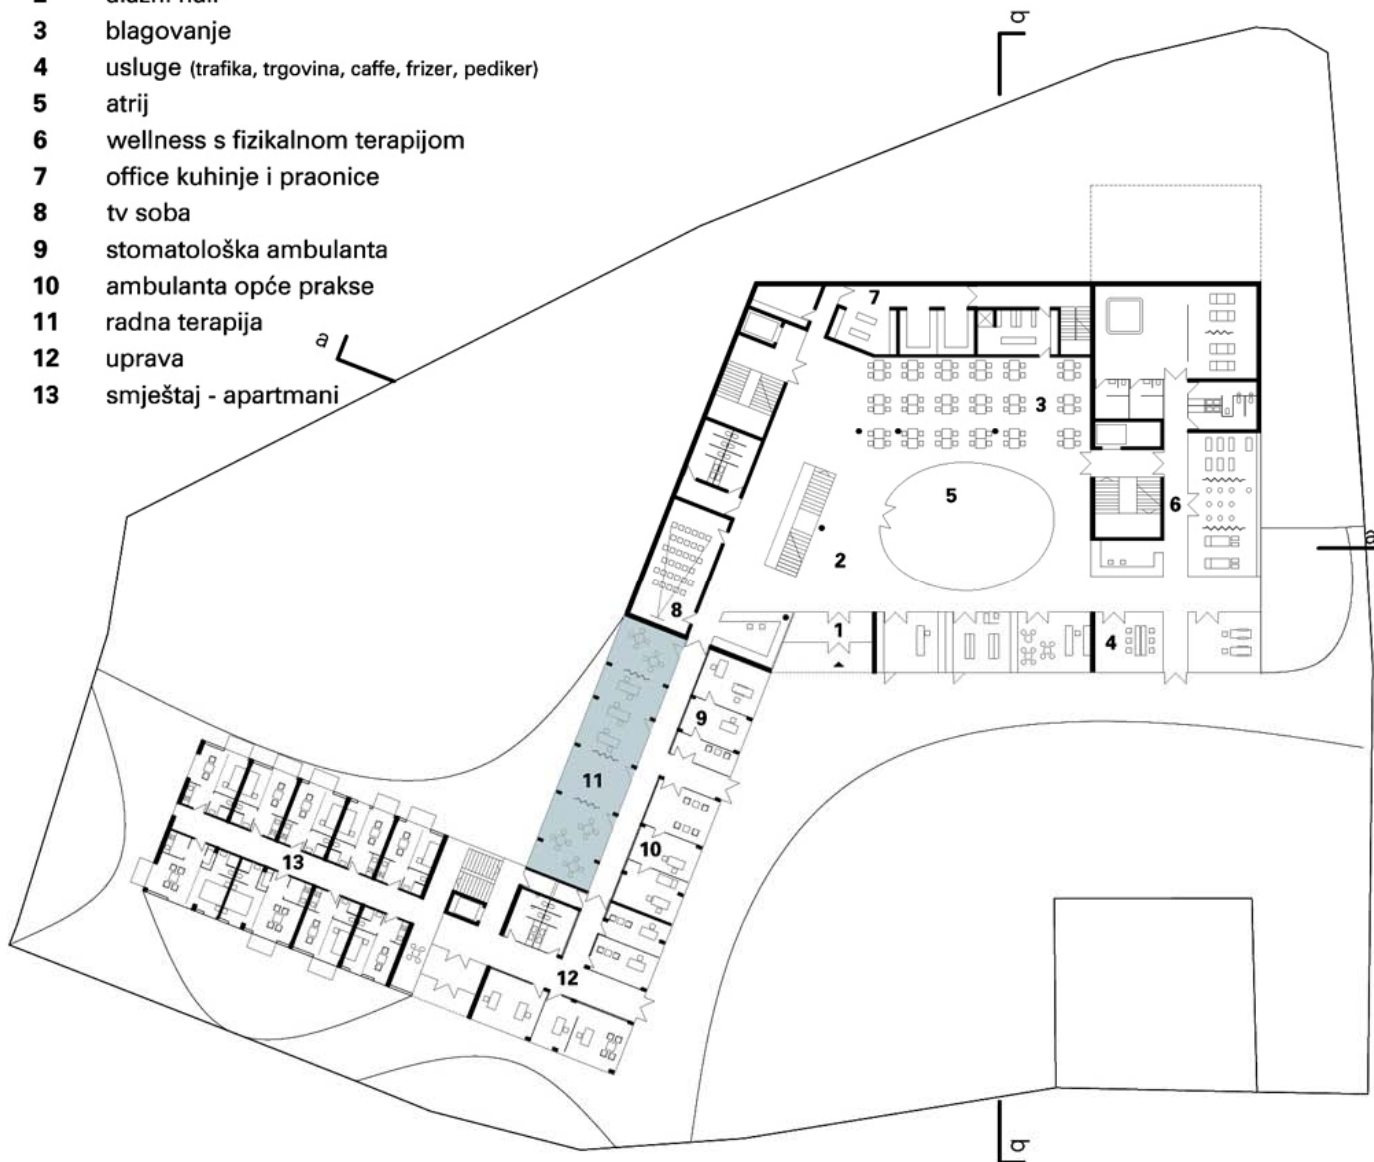 3 blagovanje
4 usluge (trafika, trgovina, caffe, frizer, pediker)
5 atrij
6 wellness s fizikalnom terapijom
7 office kuhinje i praonice
8 tv soba
9 stomatološka ambulanta
10 ambulanta opće prakse
11 radna terapija
12 uprava
13 smještaj - apartmani
b
a
7
3
5
6
2
8
1
4
a
9
11
10
13
12
b